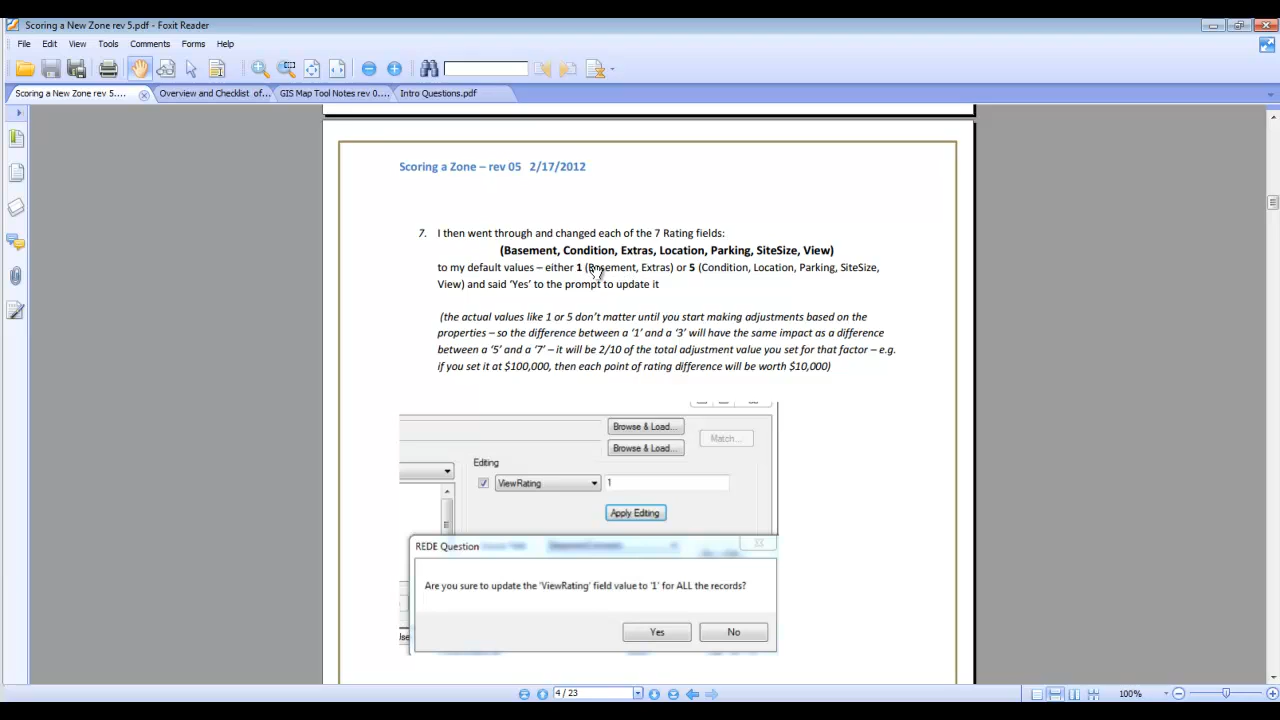 Scoring a New Zone rev 5.pdf - Foxit Reader
File Edit View Tools Comments Forms Help
Scoring a New Zone rev 5.... Overview and Checklist of... GIS Map Tool Notes rev 0.... Intro Questions.pdf
Scoring a Zone – rev 05 2/17/2012
7. I then went through and changed each of the 7 Rating fields:
(Basement, Condition, Extras, Location, Parking, SiteSize, View)
to my default values – either 1 (Basement, Extras) or 5 (Condition, Location, Parking, SiteSize,
View) and said ‘Yes’ to the prompt to update it
(the actual values like 1 or 5 don’t matter until you start making adjustments based on the
properties – so the difference between a ‘1’ and a ‘3’ will have the same impact as a difference
between a ‘5’ and a ‘7’ – it will be 2/10 of the total adjustment value you set for that factor – e.g.
if you set it at $100,000, then each point of rating difference will be worth $10,000)
Browse & Load...
Match...
Browse & Load...
Editing
ViewRating 1
Apply Editing
REDE Question
Are you sure to update the 'ViewRating' field value to '1' for ALL the records?
Yes No
4 / 23
100%